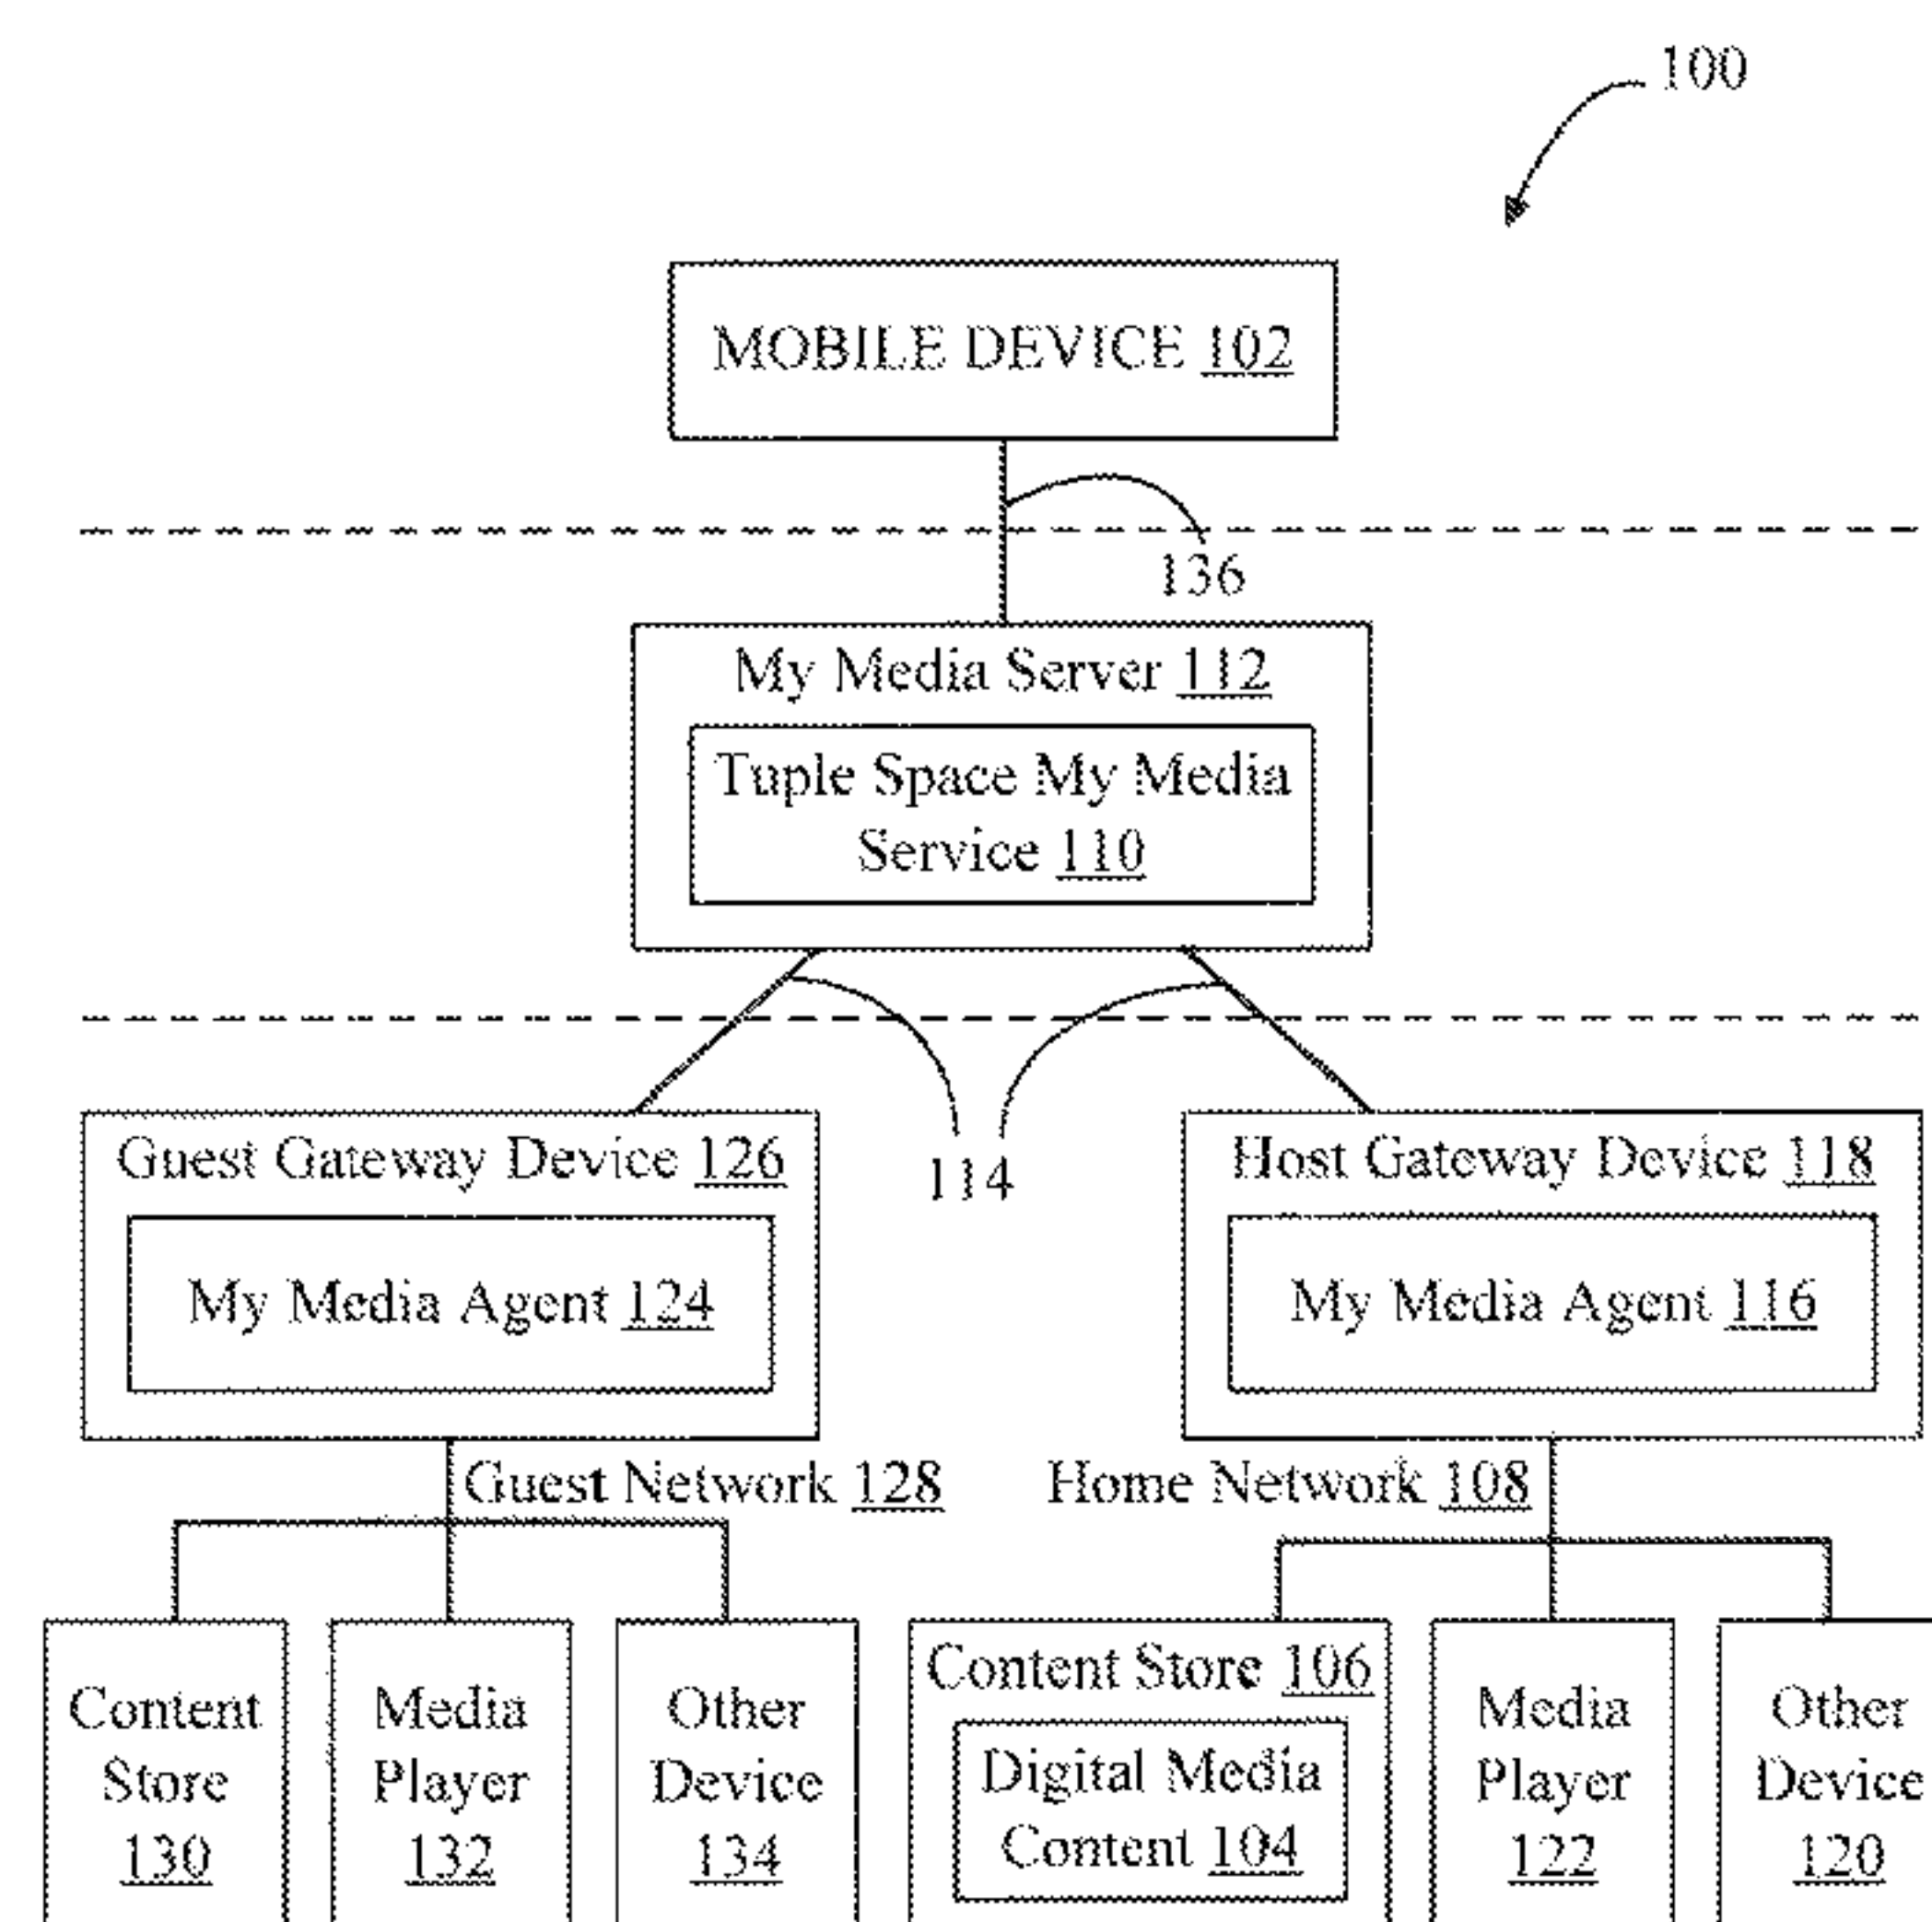 100
MOBILE DEVICE 102
136
My Media Server 112
Tuple Space My Media
Service 110
114
Guest Gateway Device 126
My Media Agent 124
Host Gateway Device 118
My Media Agent 116
Guest Network 128
Home Network 108
Content
Store
130
Media
Player
132
Other
Device
134
Content Store 106
Digital Media
Content 104
Media
Player
122
Other
Device
120